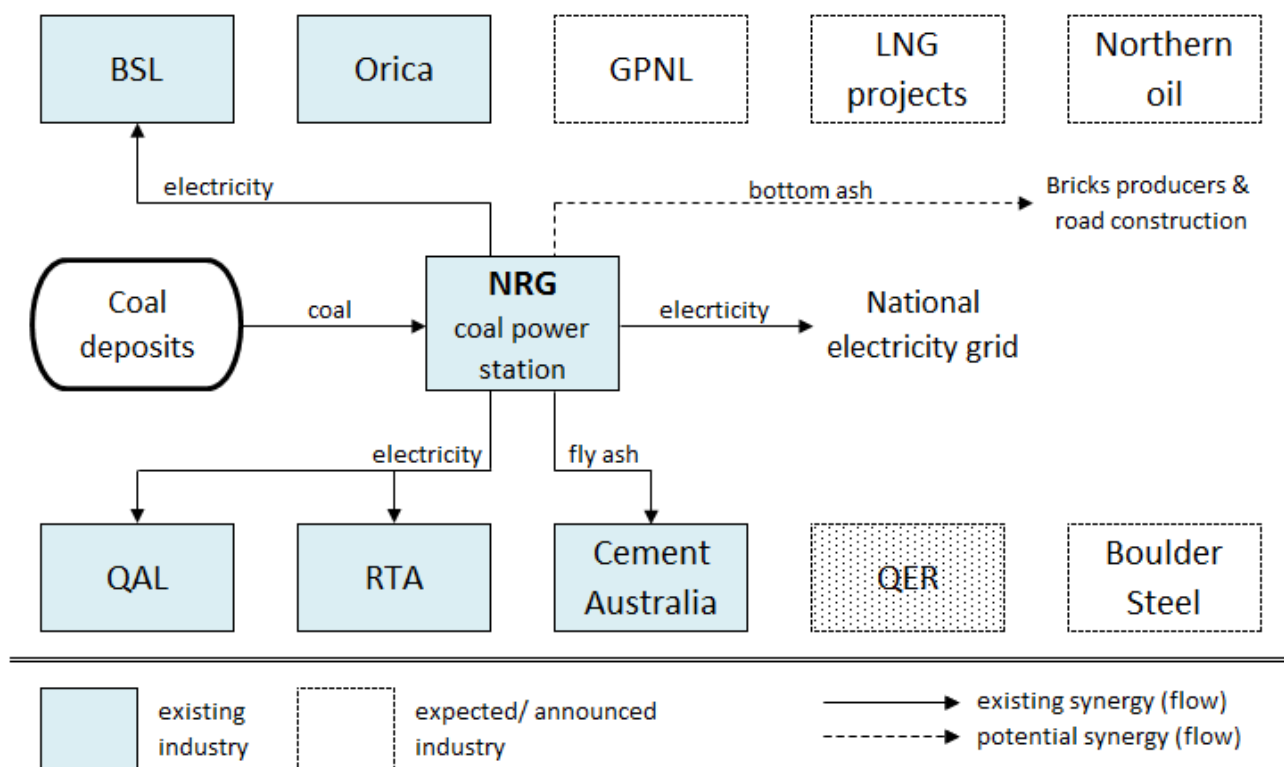 BSL
Orica
GPNL
LNG
projects
Northern
oil
electricity
bottom ash
Bricks producers &
road construction
Coal
deposits
coal
NRG
coal power
station
elecrticity
National
electricity grid
electricity
fly ash
QAL
RTA
Cement
Australia
QER
Boulder
Steel
existing
industry
expected/ announced
industry
existing synergy (flow)
potential synergy (flow)